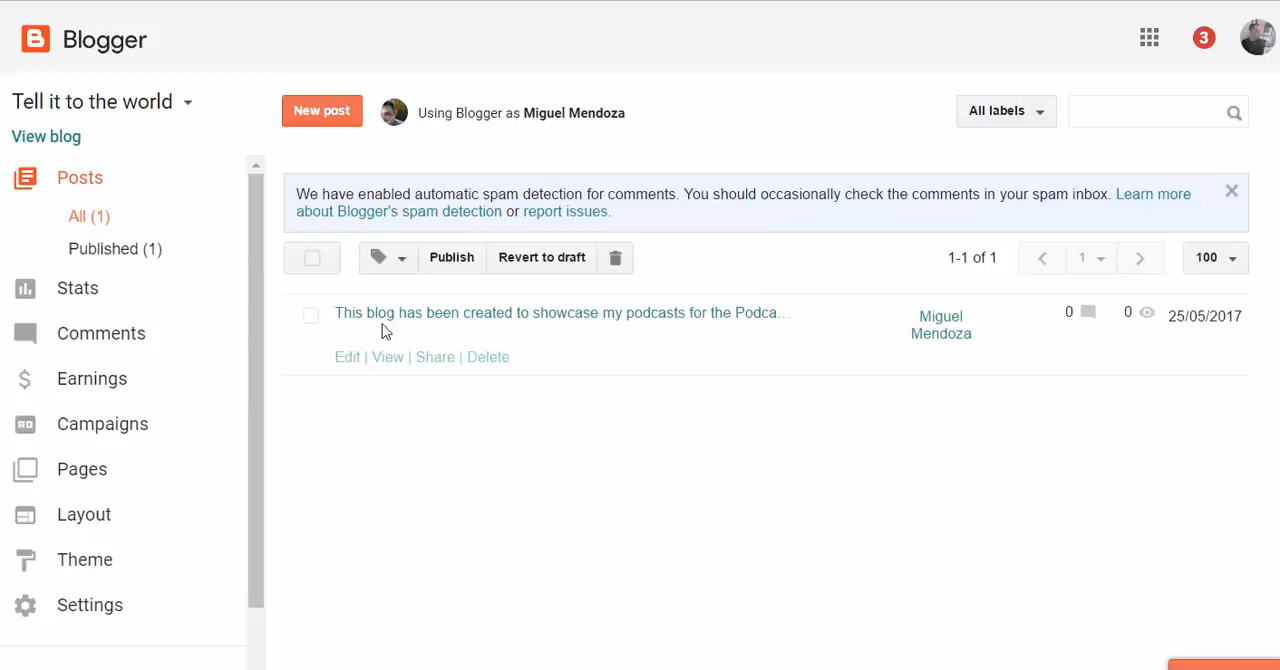 Blogger
3
Tell it to the world
View blog
New post
Using Blogger as Miguel Mendoza
All labels
Posts
All (1)
Published (1)
Stats
Comments
Earnings
Campaigns
Pages
Layout
Theme
Settings
We have enabled automatic spam detection for comments. You should occasionally check the comments in your spam inbox. Learn more
about Blogger's spam detection or report issues.
Publish
Revert to draft
1-1 of 1
1
100
This blog has been created to showcase my podcasts for the Podca...
Miguel
Mendoza
0
0
25/05/2017
Edit | View | Share | Delete